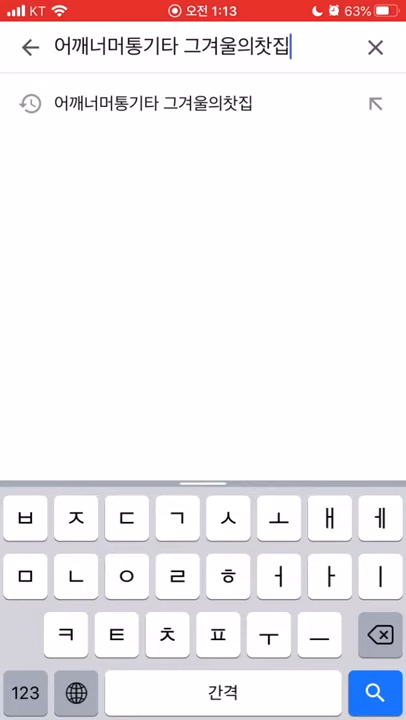 KT 오전 1:13 63%
어깨너머통기타 그겨울의찻집
어깨너머통기타 그겨울의찻집
ㅂ ㅈ ㄷ ㄱ ㅅ ㅗ ㅐ ㅔ
ㅁ ㄴ ㅇ ㄹ ㅎ ㅓ ㅏ ㅣ
ㅋ ㅌ ㅊ ㅍ ㅜ ㅡ
123 간격